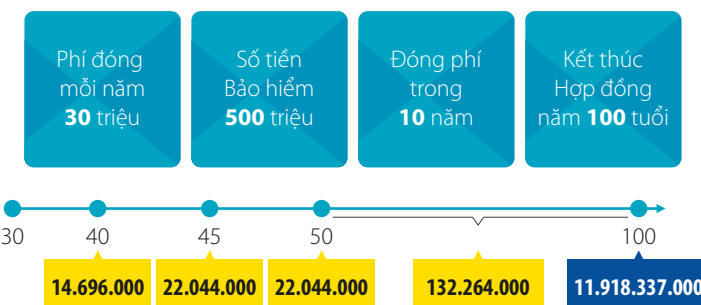 Phí đóng
mỗi năm
30 triệu
Số tiền
Bảo hiểm
500 triệu
Đóng phí
trong
10 năm
Kết thúc
Hợp đồng
năm 100 tuổi
30 40 45 50 100
14.696.000 22.044.000 22.044.000 132.264.000 11.918.337.000